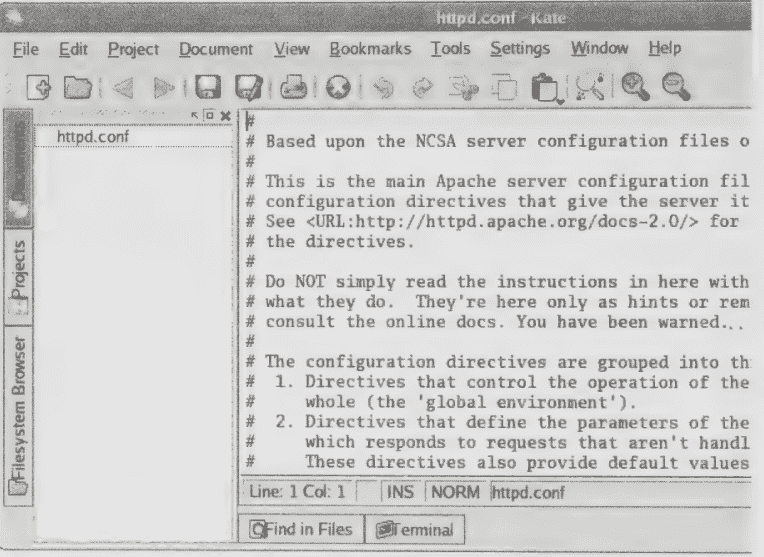 httpd.conf - Kate
File Edit Project Document View Bookmarks Tools Settings Window Help
Documents
Projects
Filesystem Browser
httpd.conf
#
# Based upon the NCSA server configuration files o
#
# This is the main Apache server configuration fil
# configuration directives that give the server it
# See <URL:http://httpd.apache.org/docs-2.0/> for
# the directives.
#
# Do NOT simply read the instructions in here with
# what they do.  They're here only as hints or rem
# consult the online docs. You have been warned...
#
# The configuration directives are grouped into th
#  1. Directives that control the operation of the
#     whole (the 'global environment').
#  2. Directives that define the parameters of the
#     which responds to requests that aren't handl
#     These directives also provide default values
Line: 1 Col: 1 INS NORM httpd.conf
Find in Files Terminal